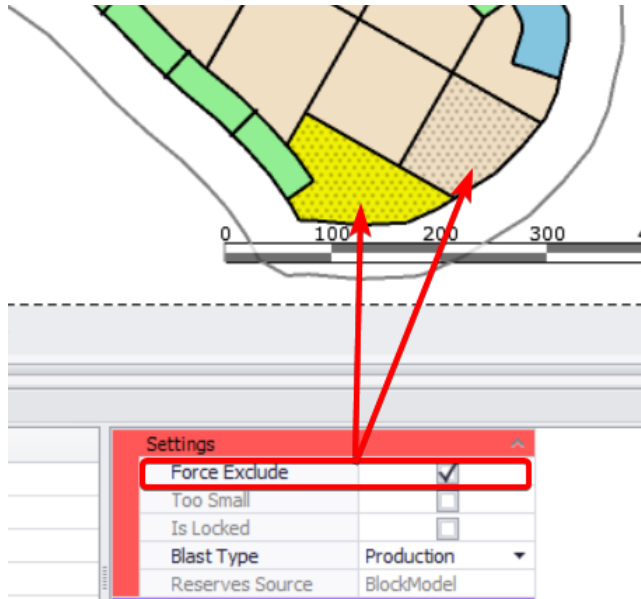 0 100 200 300
Settings
Force Exclude
Too Small
Is Locked
Blast Type Production
Reserves Source BlockModel